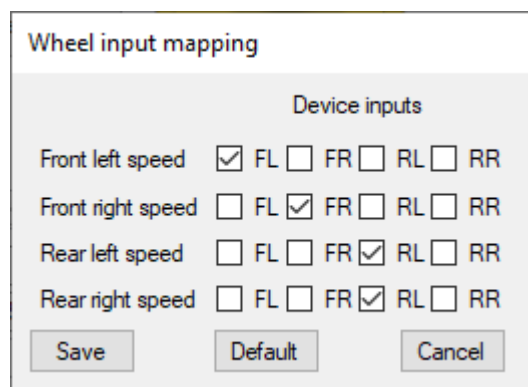 Wheel input mapping
Device inputs
Front left speed FL FR RL RR
Front right speed FL FR RL RR
Rear left speed FL FR RL RR
Rear right speed FL FR RL RR
Save Default Cancel